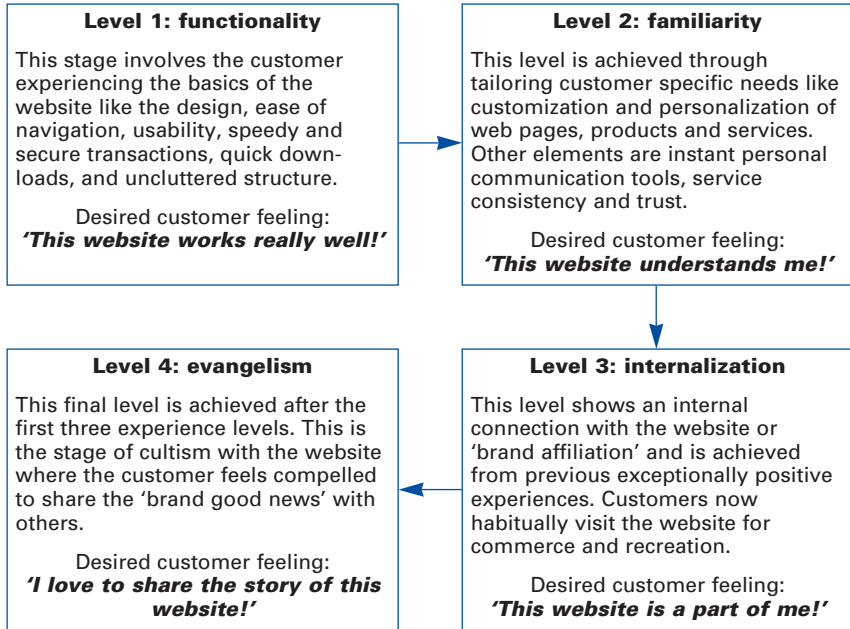 Level 1: functionality
This stage involves the customer
experiencing the basics of the
website like the design, ease of
navigation, usability, speedy and
secure transactions, quick down-
loads, and uncluttered structure.
Desired customer feeling:
‘This website works really well!’
Level 2: familiarity
This level is achieved through
tailoring customer specific needs like
customization and personalization of
web pages, products and services.
Other elements are instant personal
communication tools, service
consistency and trust.
Desired customer feeling:
‘This website understands me!’
Level 3: internalization
This level shows an internal
connection with the website or
‘brand affiliation’ and is achieved
from previous exceptionally positive
experiences. Customers now
habitually visit the website for
commerce and recreation.
Desired customer feeling:
‘This website is a part of me!’
Level 4: evangelism
This final level is achieved after the
first three experience levels. This is
the stage of cultism with the website
where the customer feels compelled
to share the ‘brand good news’ with
others.
Desired customer feeling:
‘I love to share the story of this
website!’